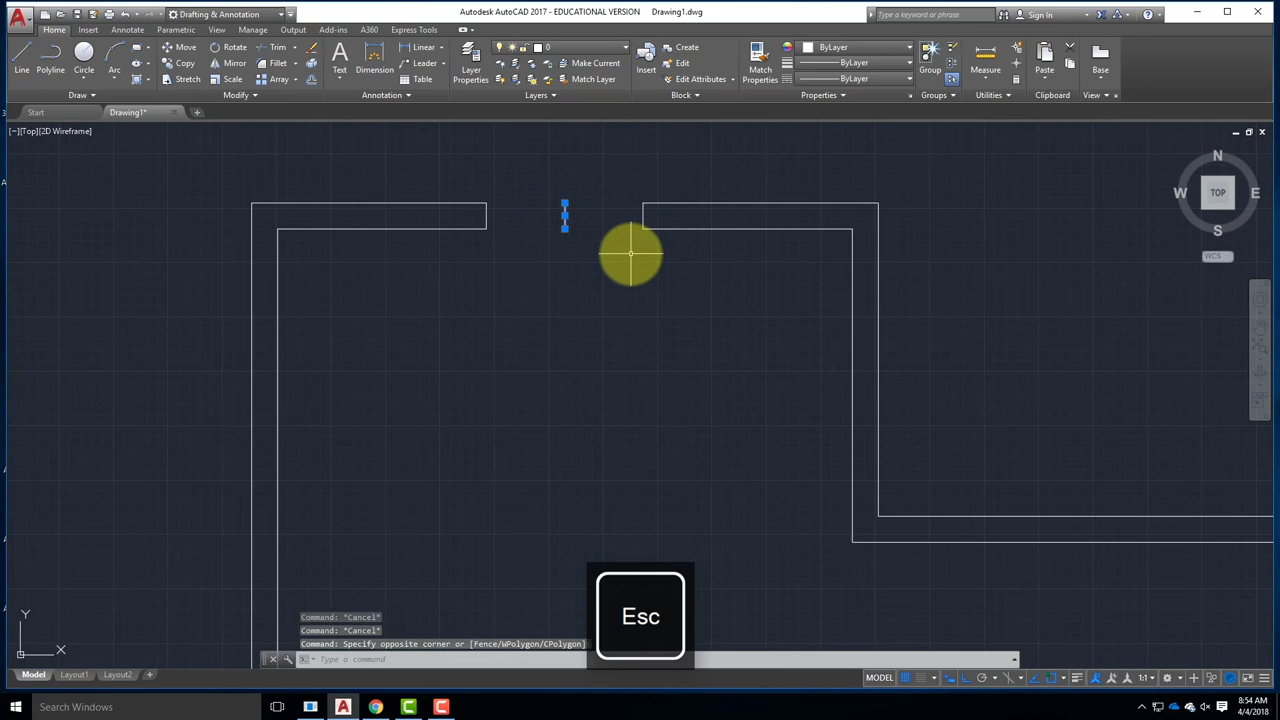 Drafting & Annotation
Autodesk AutoCAD 2017 - EDUCATIONAL VERSION Drawing1.dwg
Type a keyword or phrase
Sign In
Home Insert Annotate Parametric View Manage Output Add-ins A360 Express Tools
Line
Polyline
Circle
Arc
Move
Rotate
Trim
Copy
Mirror
Fillet
Stretch
Scale
Array
Text
Dimension
Linear
Leader
Table
Layer
Properties
0
Make Current
Match Layer
Insert
Create
Edit
Edit Attributes
Match
Properties
ByLayer
ByLayer
ByLayer
Group
Measure
Paste
Base
Draw Modify Annotation Layers Block Properties Groups Utilities Clipboard View
Start
Drawing1*
[−][Top][2D Wireframe]
N
W TOP E
S
WCS
Y
X
Esc
Command: *Cancel*
Command: *Cancel*
Command: Specify opposite corner or [Fence/WPolygon/CPolygon]:
Type a command
Model Layout1 Layout2
MODEL
1:1
Search Windows
8:54 AM
4/4/2018